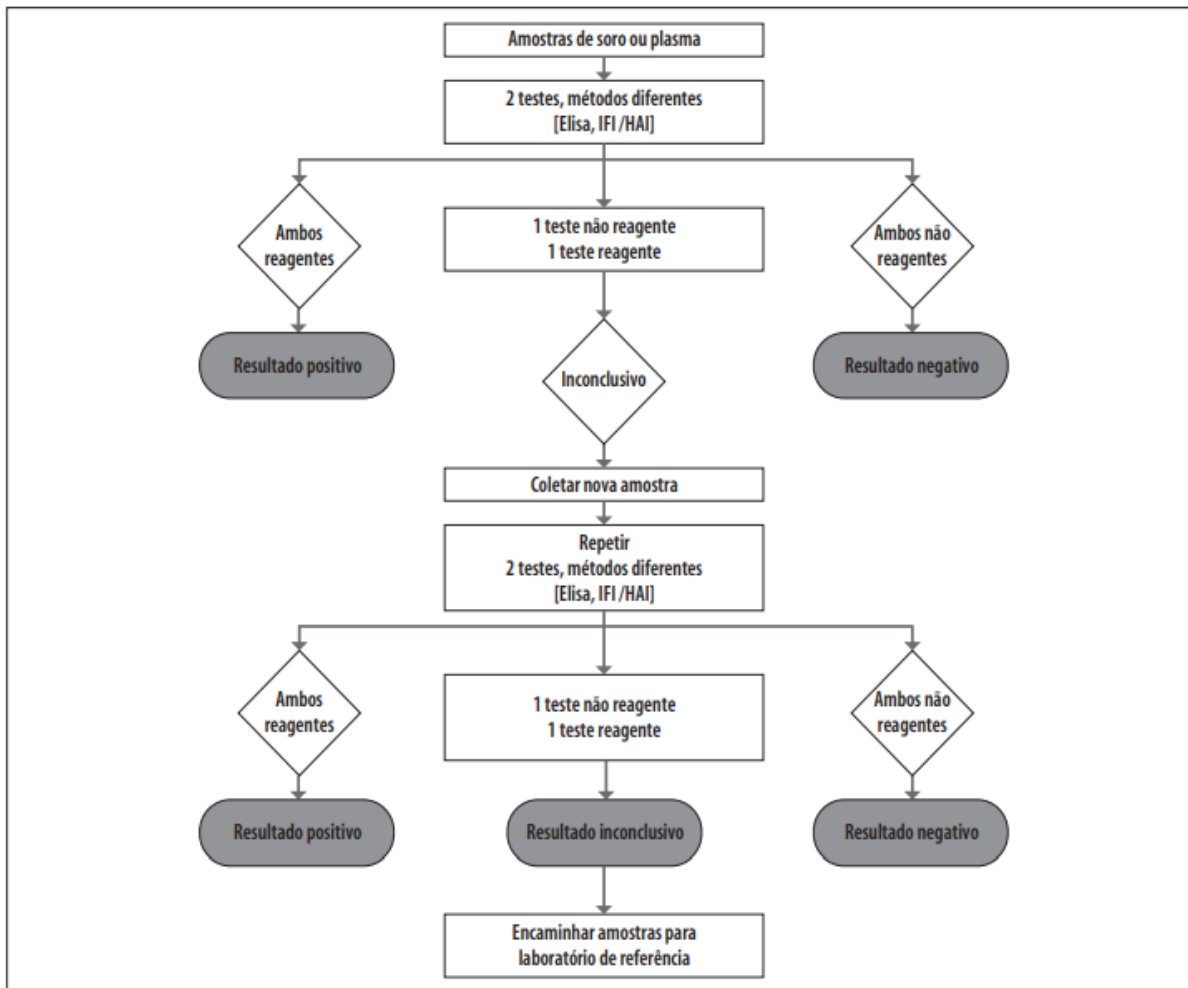 Amostras de soro ou plasma
2 testes, métodos diferentes
[Elisa, IFI /HAI]
Ambos
reagentes
1 teste não reagente
1 teste reagente
Ambos não
reagentes
Resultado positivo
Inconclusivo
Resultado negativo
Coletar nova amostra
Repetir
2 testes, métodos diferentes
[Elisa, IFI /HAI]
Ambos
reagentes
1 teste não reagente
1 teste reagente
Ambos não
reagentes
Resultado positivo
Resultado inconclusivo
Resultado negativo
Encaminhar amostras para
laboratório de referência